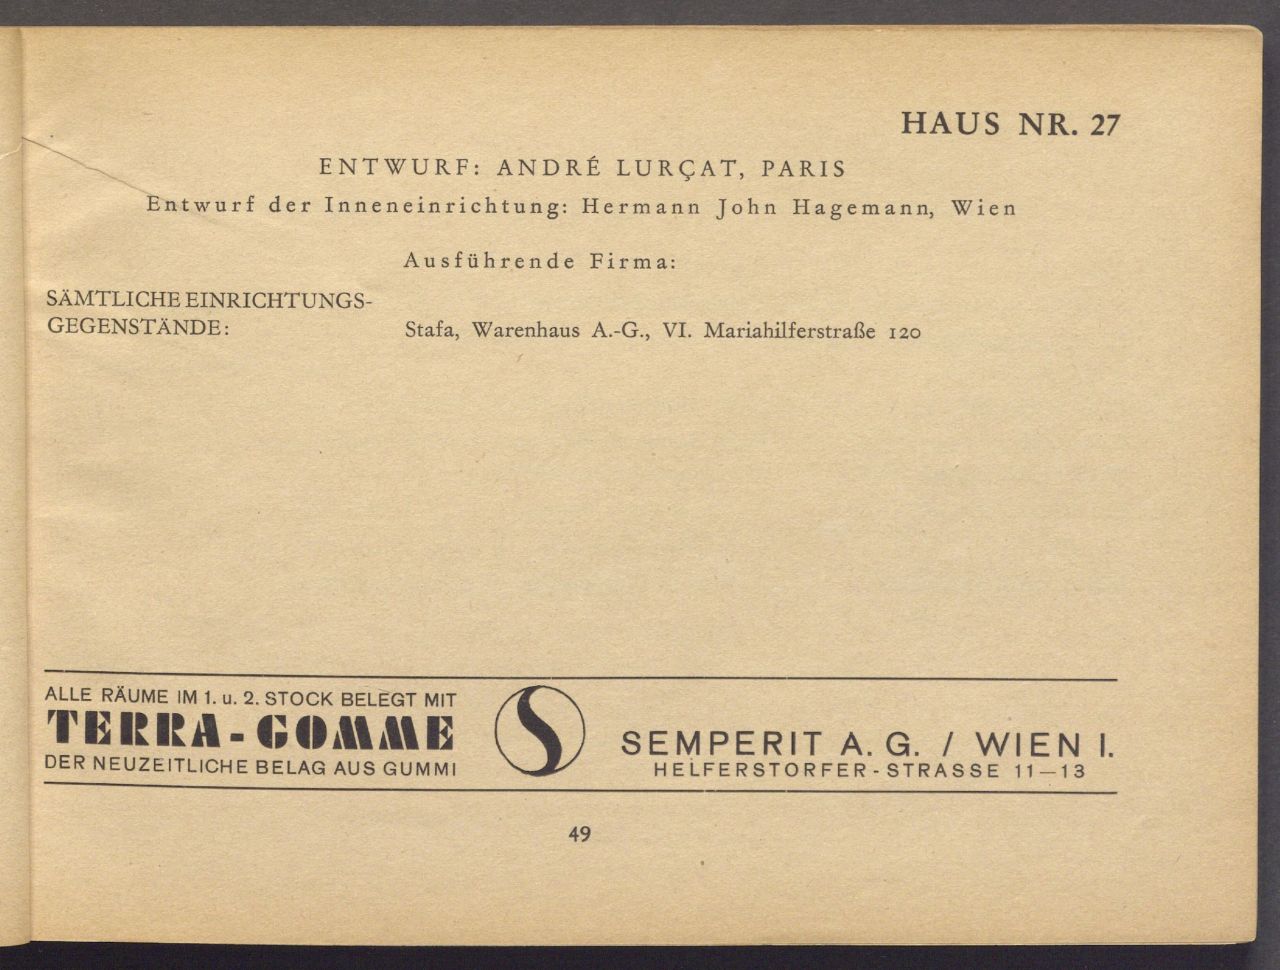 HAUS NR. 27
ENTWURF: ANDRÉ LURÇAT, PARIS
Entwurf der Inneneinrichtung: Hermann John Hagemann, Wien
Ausführende Firma:
SÄMTLICHE EINRICHTUNGS-
GEGENSTÄNDE: Stafa, Warenhaus A.-G., VI. Mariahilferstraße 120
ALLE RÄUME IM 1. u. 2. STOCK BELEGT MIT
TERRA-GOMME
DER NEUZEITLICHE BELAG AUS GUMMI
S
SEMPERIT A. G. / WIEN I.
HELFERSTORFER-STRASSE 11—13
49